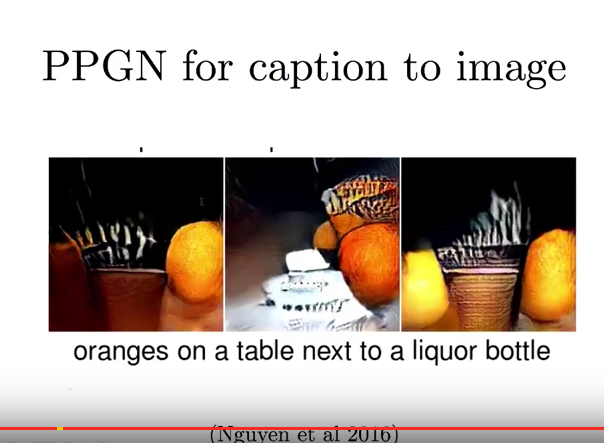 PPGN for caption to image
oranges on a table next to a liquor bottle
(Nguyen et al 2016)